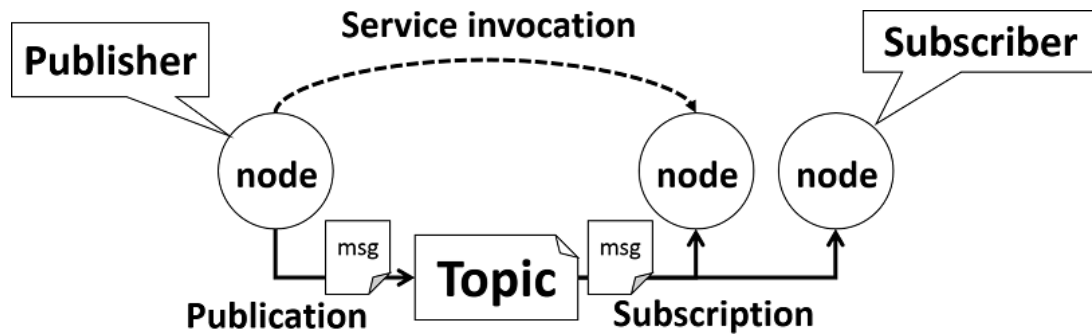 Service invocation
Publisher
Subscriber
node
node
node
msg
msg
Topic
Publication
Subscription